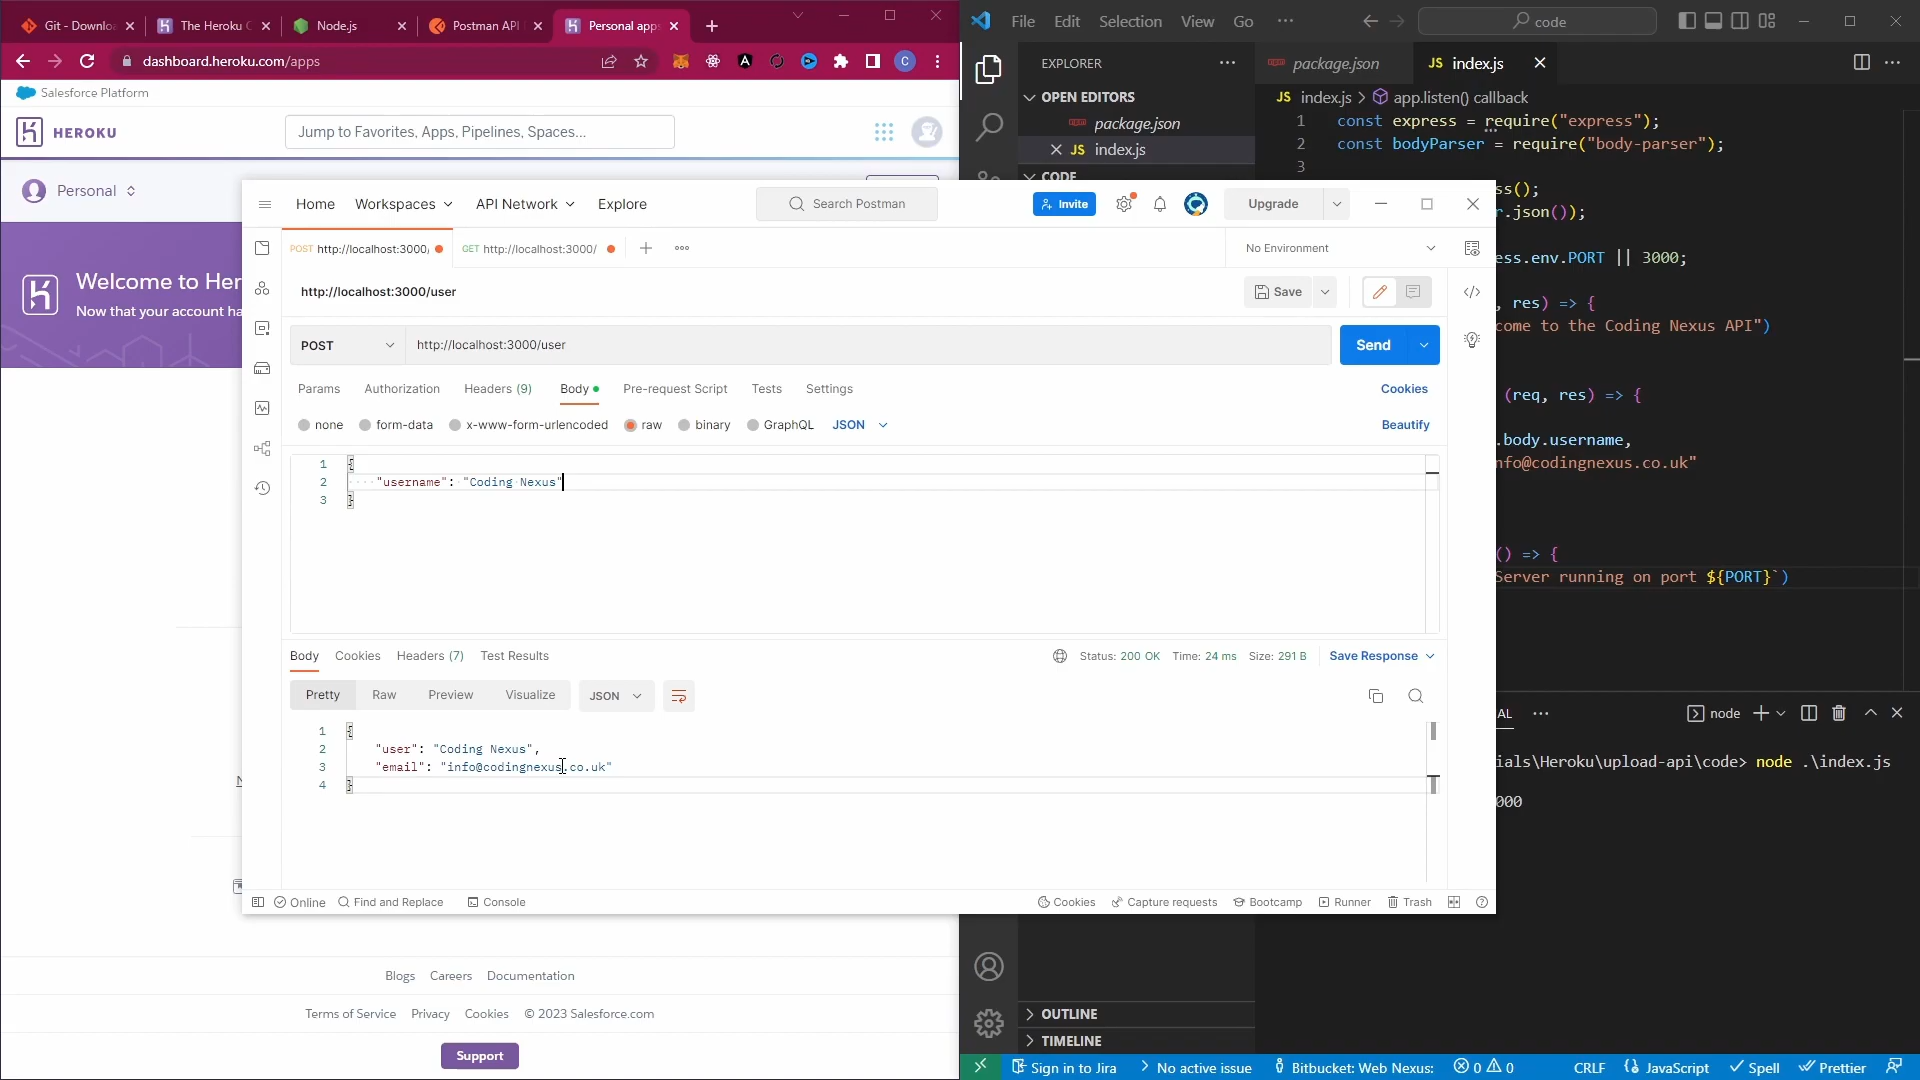 Git - Downloa
The Heroku C
Node.js
Postman API
Personal apps
dashboard.heroku.com/apps
C
Salesforce Platform
HEROKU
Jump to Favorites, Apps, Pipelines, Spaces...
Personal
Welcome to Her
Now that your account ha
Blogs Careers Documentation
Terms of Service Privacy Cookies © 2023 Salesforce.com
Support
Home Workspaces API Network Explore
Search Postman
Invite
Upgrade
POST http://localhost:3000/
GET http://localhost:3000/
No Environment
http://localhost:3000/user
Save
POST
http://localhost:3000/user
Send
Params Authorization Headers (9) Body Pre-request Script Tests Settings
Cookies
none form-data x-www-form-urlencoded raw binary GraphQL JSON
Beautify
1 {
2 "username": "Coding Nexus"
3 }
Body Cookies Headers (7) Test Results
Status: 200 OK Time: 24 ms Size: 291 B Save Response
Pretty Raw Preview Visualize JSON
1 {
2 "user": "Coding Nexus",
3 "email": "info@codingnexus.co.uk"
4 }
Online Find and Replace Console
Cookies Capture requests Bootcamp Runner Trash
File Edit Selection View Go
code
EXPLORER
OPEN EDITORS
package.json
JS index.js
CODE
OUTLINE
TIMELINE
package.json
JS index.js
JS index.js > app.listen() callback
1 const express = require("express");
2 const bodyParser = require("body-parser");
3
ss();
r.json());
ess.env.PORT || 3000;
, res) => {
come to the Coding Nexus API")
(req, res) => {
.body.username,
nfo@codingnexus.co.uk"
() => {
Server running on port ${PORT}`)
AL
node
ials\Heroku\upload-api\code> node .\index.js
000
Sign in to Jira No active issue Bitbucket: Web Nexus: 0 0
CRLF JavaScript Spell Prettier